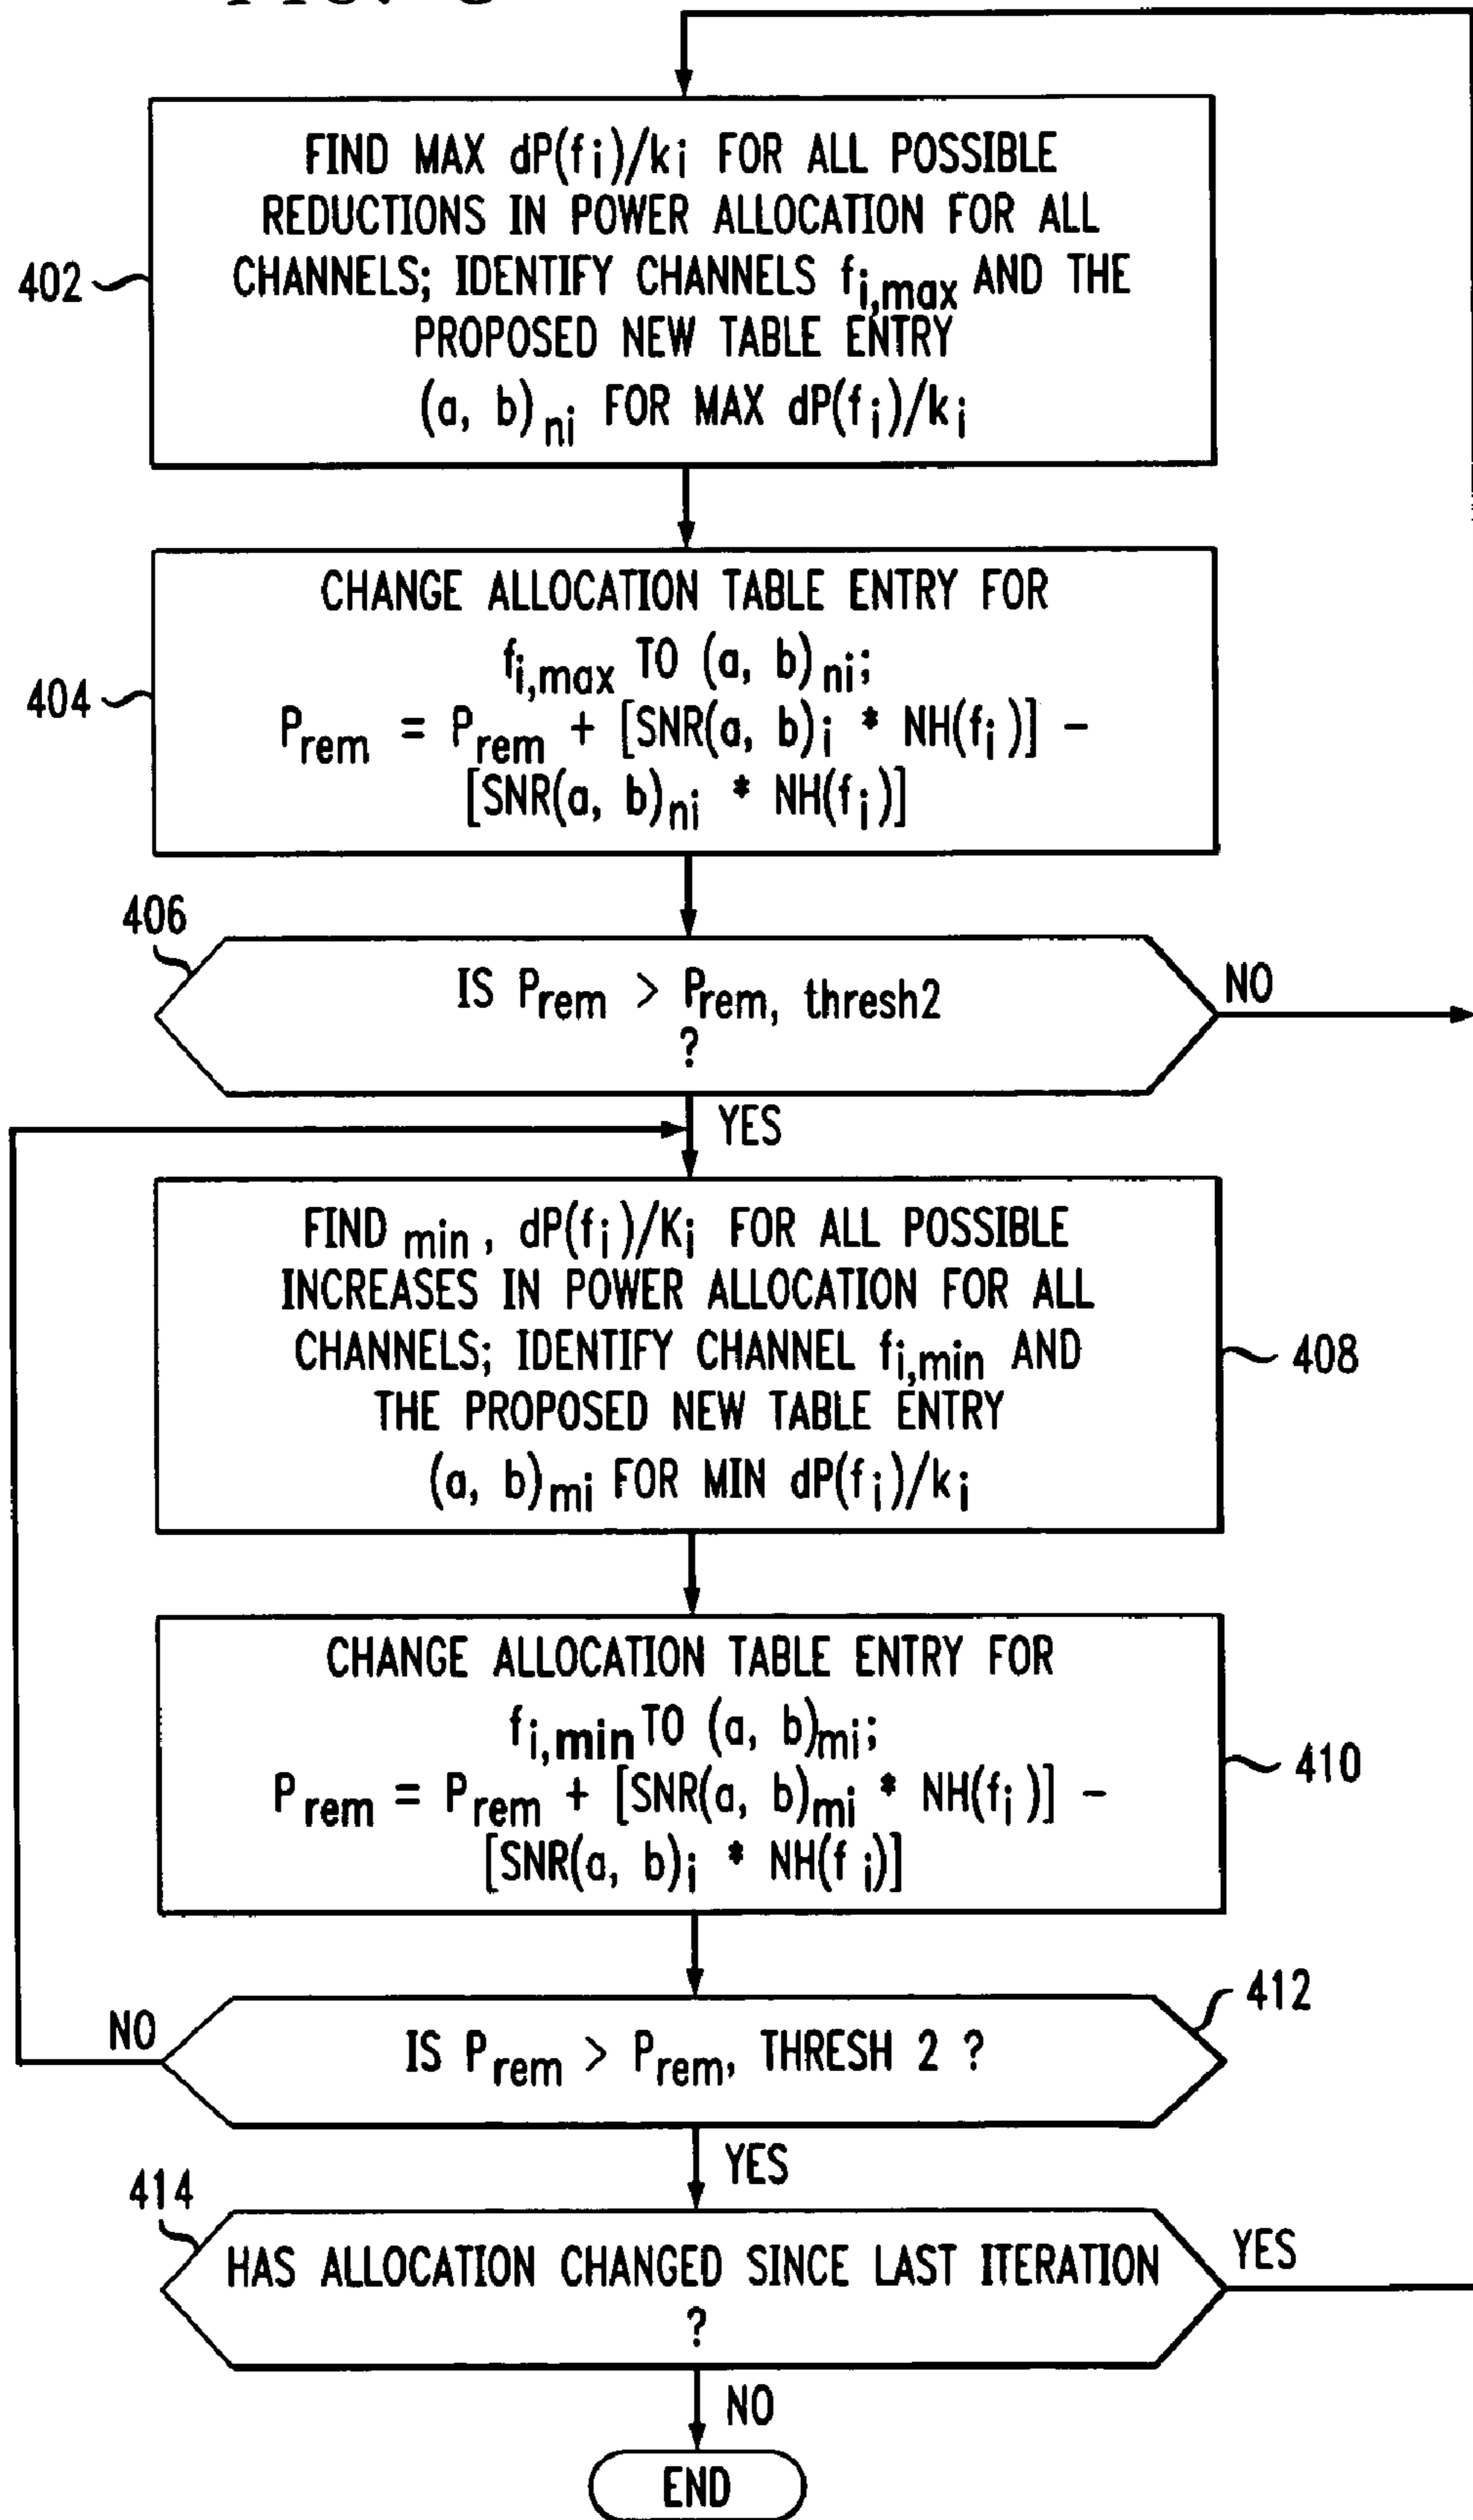 FIND MAX dP(fi)/ki FOR ALL POSSIBLE
REDUCTIONS IN POWER ALLOCATION FOR ALL
CHANNELS; IDENTIFY CHANNELS fi,max AND THE
PROPOSED NEW TABLE ENTRY
(a, b)ni FOR MAX dP(fi)/ki
402
CHANGE ALLOCATION TABLE ENTRY FOR
fi,max TO (a, b)ni;
Prem = Prem + [SNR(a, b)i * NH(fi)] –
[SNR(a, b)ni * NH(fi)]
404
406
IS Prem > Prem, thresh2
?
NO
YES
FIND min, dP(fi)/Ki FOR ALL POSSIBLE
INCREASES IN POWER ALLOCATION FOR ALL
CHANNELS; IDENTIFY CHANNEL fi,min AND
THE PROPOSED NEW TABLE ENTRY
(a, b)mi FOR MIN dP(fi)/ki
408
CHANGE ALLOCATION TABLE ENTRY FOR
fi,min TO (a, b)mi;
Prem = Prem + [SNR(a, b)mi * NH(fi)] –
[SNR(a, b)i * NH(fi)]
410
412
NO
IS Prem > Prem, THRESH 2 ?
YES
414
HAS ALLOCATION CHANGED SINCE LAST ITERATION
?
YES
NO
END